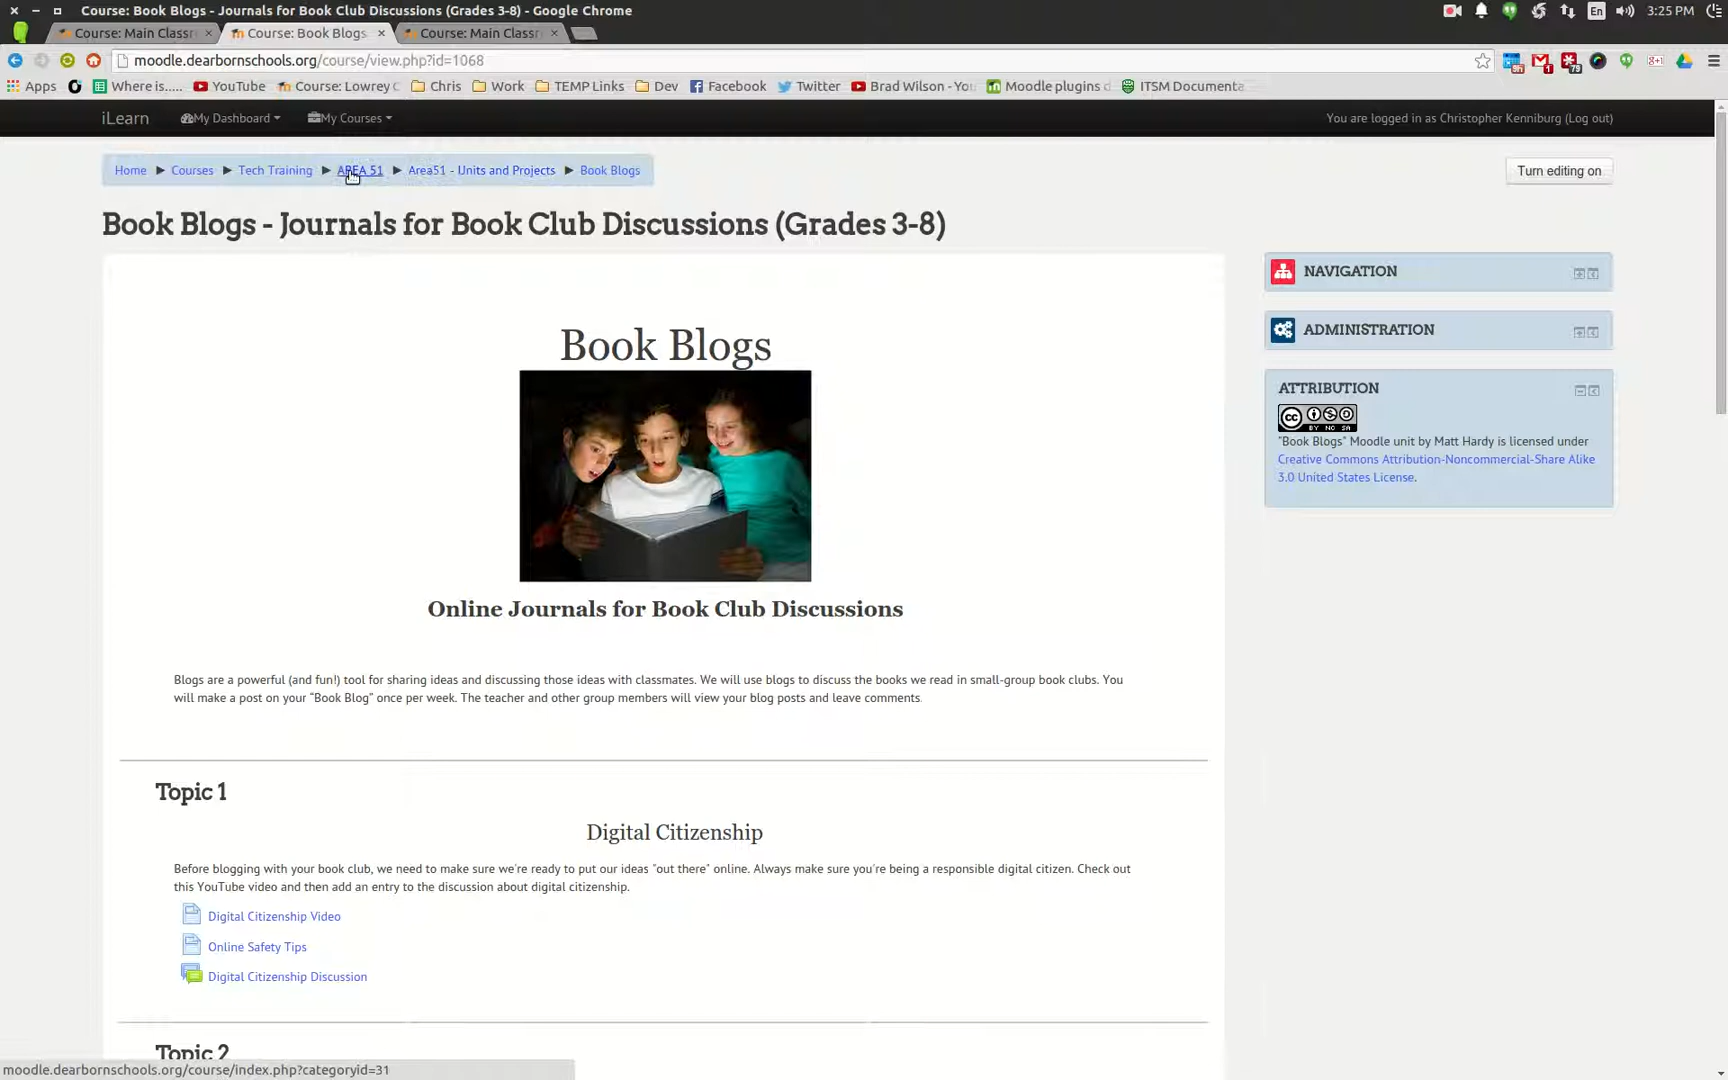 Course: Book Blogs - Journals for Book Club Discussions (Grades 3-8) - Google Chrome
En
3:25 PM
Course: Main Classr
Course: Book Blogs
Course: Main Classr
moodle.dearbornschools.org/course/view.php?id=1068
Apps
Where is.....
YouTube
Course: Lowrey C
Chris
Work
TEMP Links
Dev
Facebook
Twitter
Brad Wilson - You
Moodle plugins d
ITSM Documenta
iLearn
My Dashboard
My Courses
You are logged in as Christopher Kenniburg (Log out)
Home
Courses
Tech Training
AREA 51
Area51 - Units and Projects
Book Blogs
Turn editing on
Book Blogs - Journals for Book Club Discussions (Grades 3-8)
Book Blogs
Online Journals for Book Club Discussions
Blogs are a powerful (and fun!) tool for sharing ideas and discussing those ideas with classmates. We will use blogs to discuss the books we read in small-group book clubs. You
will make a post on your “Book Blog” once per week. The teacher and other group members will view your blog posts and leave comments.
Topic 1
Digital Citizenship
Before blogging with your book club, we need to make sure we're ready to put our ideas "out there" online. Always make sure you're being a responsible digital citizen. Check out
this YouTube video and then add an entry to the discussion about digital citizenship.
Digital Citizenship Video
Online Safety Tips
Digital Citizenship Discussion
Topic 2
NAVIGATION
ADMINISTRATION
ATTRIBUTION
CC
BY NC SA
"Book Blogs" Moodle unit by Matt Hardy is licensed under
Creative Commons Attribution-Noncommercial-Share Alike
3.0 United States License.
moodle.dearbornschools.org/course/index.php?categoryid=31